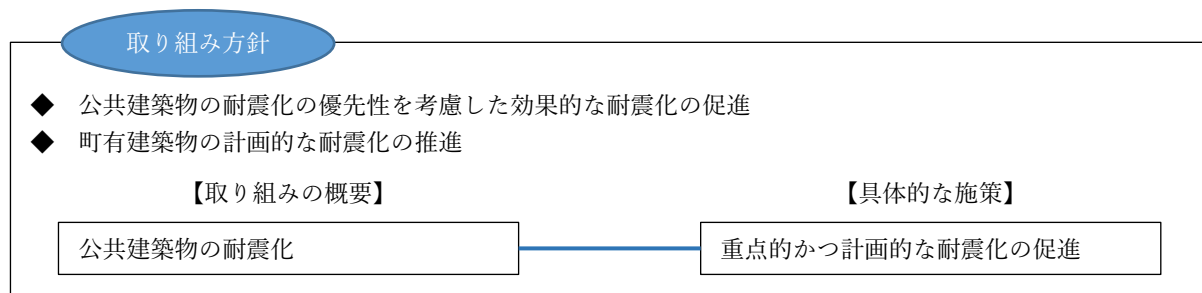 取り組み方針
◆ 公共建築物の耐震化の優先性を考慮した効果的な耐震化の促進
◆ 町有建築物の計画的な耐震化の推進
【取り組みの概要】 【具体的な施策】
公共建築物の耐震化 重点的かつ計画的な耐震化の促進